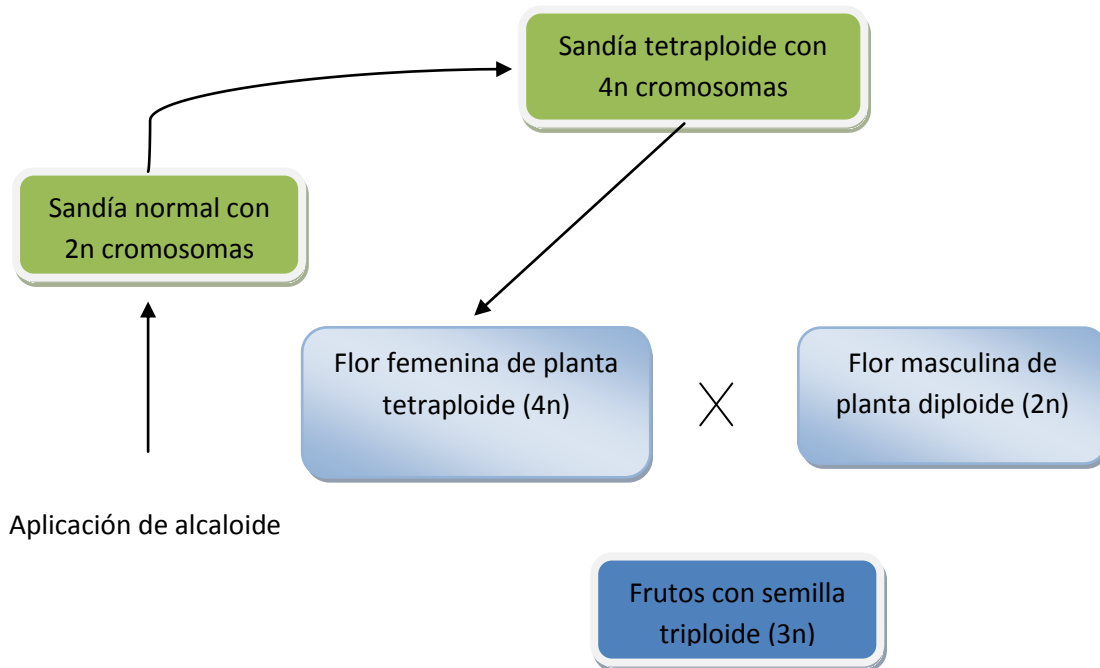 Sandía tetraploide con
4n cromosomas
Sandía normal con
2n cromosomas
Flor femenina de planta
tetraploide (4n)
Flor masculina de
planta diploide (2n)
Aplicación de alcaloide
Frutos con semilla
triploide (3n)